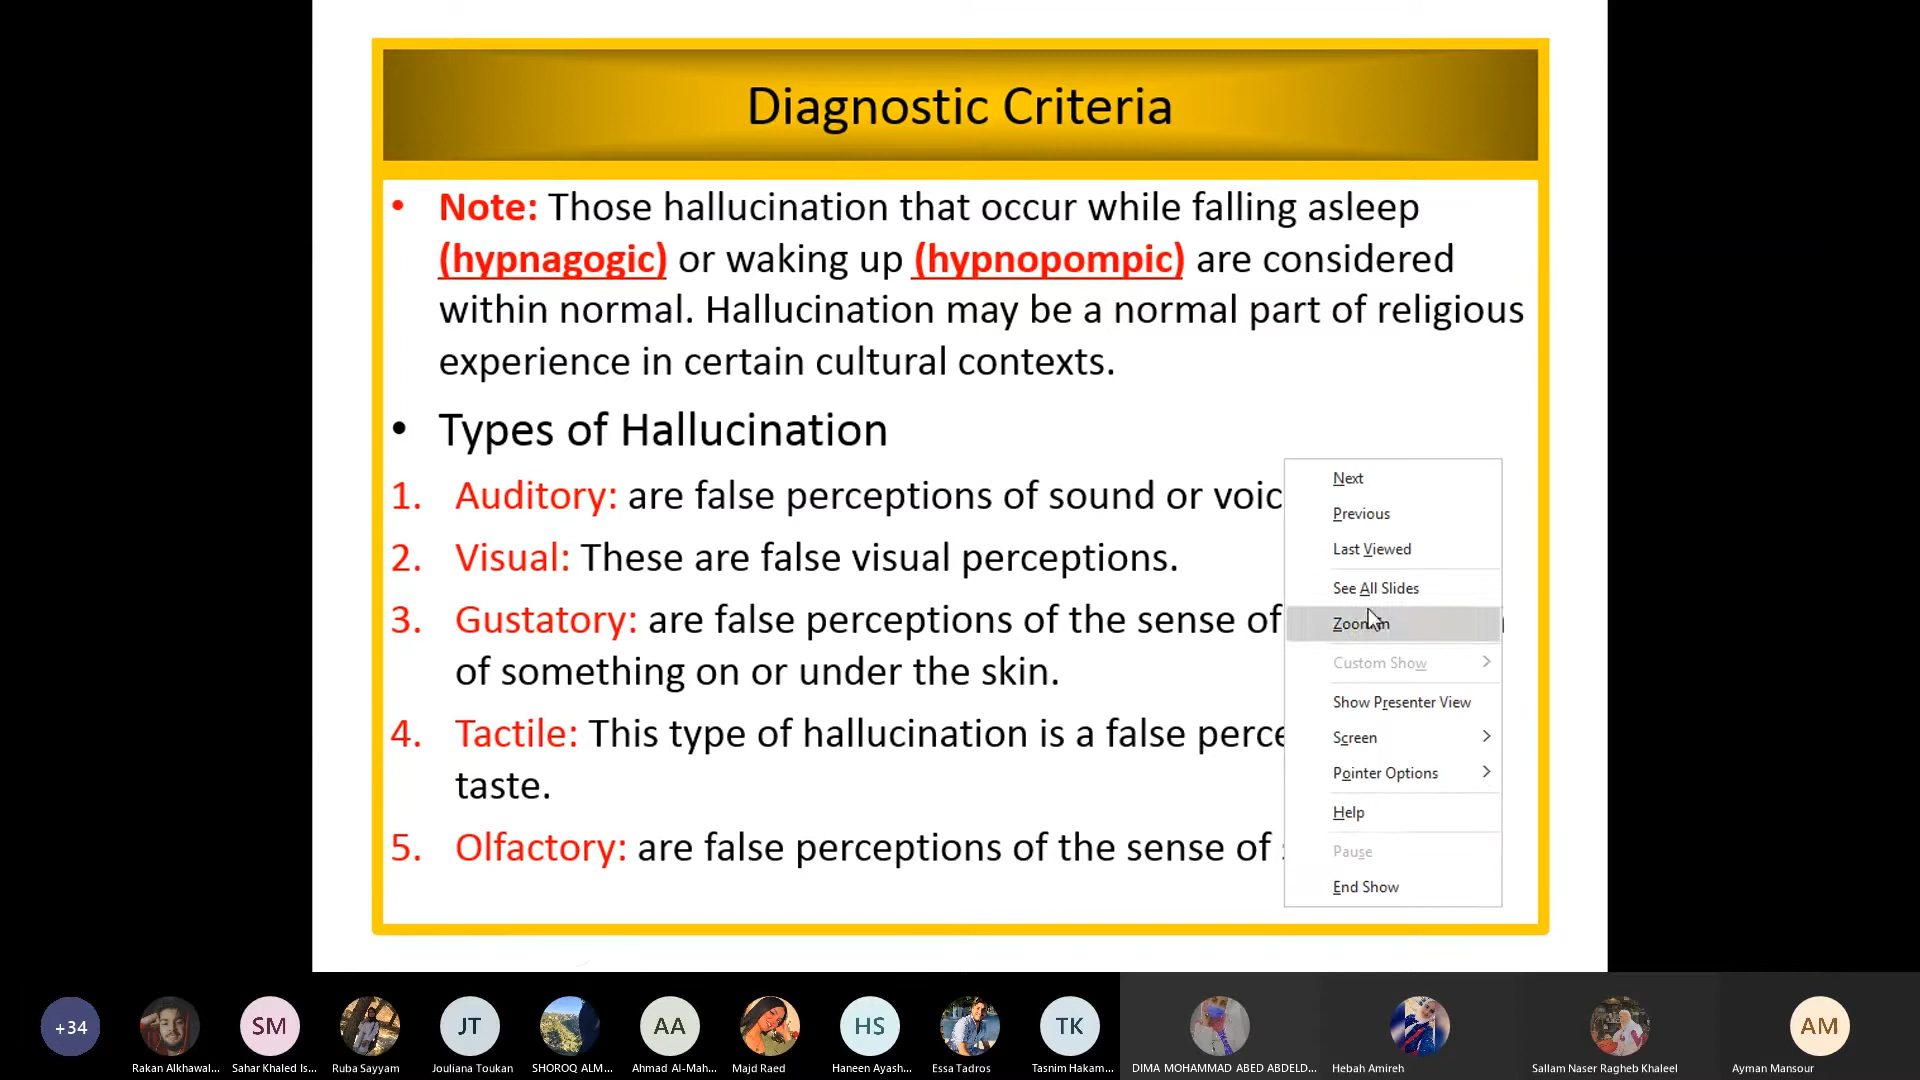 Diagnostic Criteria
• Note: Those hallucination that occur while falling asleep
(hypnagogic) or waking up (hypnopompic) are considered
within normal. Hallucination may be a normal part of religious
experience in certain cultural contexts.
• Types of Hallucination
1. Auditory: are false perceptions of sound or voic
2. Visual: These are false visual perceptions.
3. Gustatory: are false perceptions of the sense of
of something on or under the skin.
4. Tactile: This type of hallucination is a false perce
taste.
5. Olfactory: are false perceptions of the sense of
Next
Previous
Last Viewed
See All Slides
Zoom In
Custom Show
Show Presenter View
Screen
Pointer Options
Help
Pause
End Show
+34
SM
JT
AA
HS
TK
AM
Rakan Alkhawal...
Sahar Khaled Is...
Ruba Sayyam
Jouliana Toukan
SHOROQ ALM...
Ahmad Al-Mah...
Majd Raed
Haneen Ayash...
Essa Tadros
Tasnim Hakam...
DIMA MOHAMMAD ABED ABDELD...
Hebah Amireh
Sallam Naser Ragheb Khaleel
Ayman Mansour